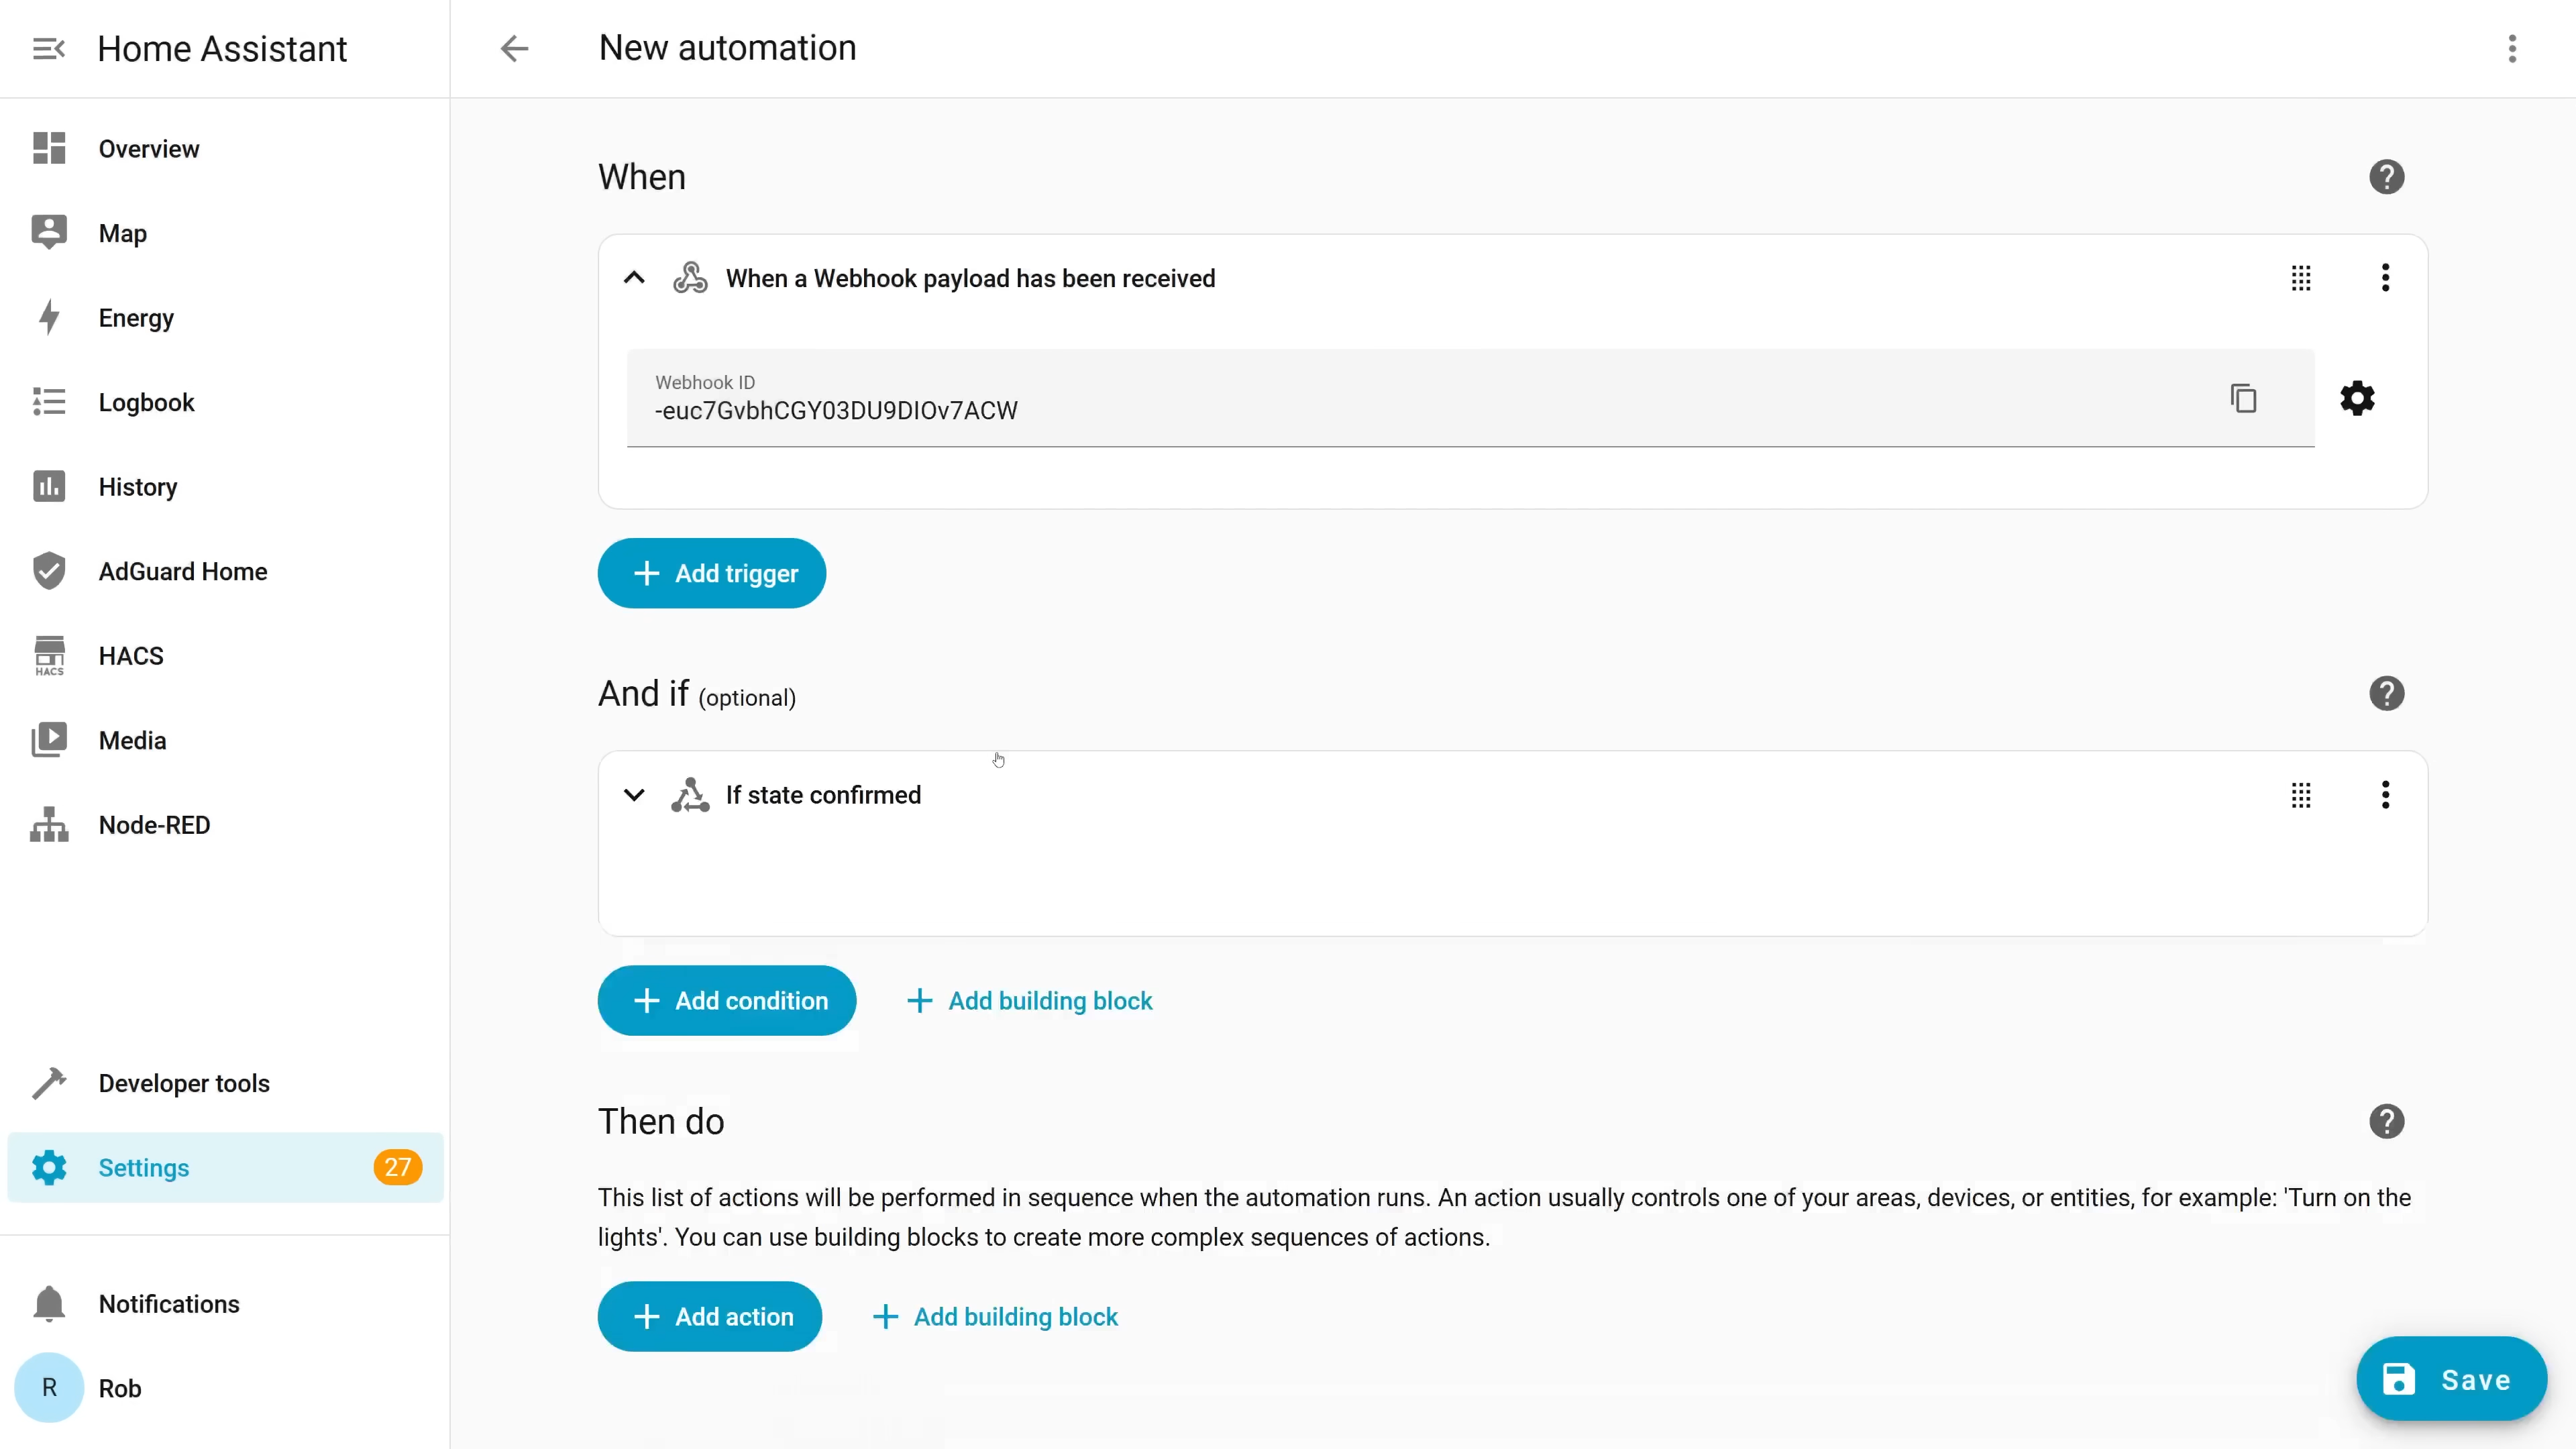 Home Assistant
New automation
Overview
Map
Energy
Logbook
History
AdGuard Home
HACS
HACS
Media
Node-RED
Developer tools
Settings
27
Notifications
R
Rob
When
When a Webhook payload has been received
Webhook ID
-euc7GvbhCGY03DU9DIOv7ACW
Add trigger
And if (optional)
If state confirmed
Add condition
Add building block
Then do
This list of actions will be performed in sequence when the automation runs. An action usually controls one of your areas, devices, or entities, for example: 'Turn on the
lights'. You can use building blocks to create more complex sequences of actions.
Add action
Add building block
Save